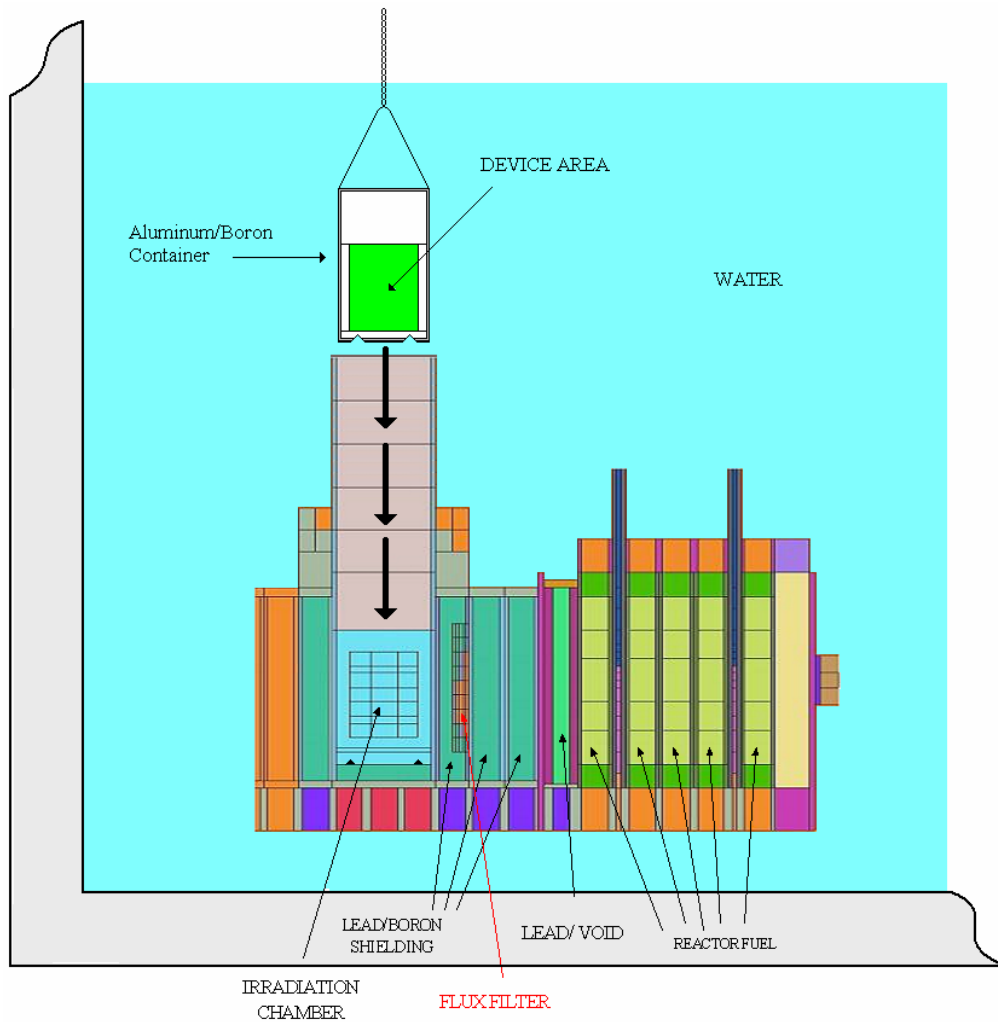 DEVICE AREA
Aluminum/Boron
Container
WATER
LEAD/BORON
SHIELDING
LEAD/ VOID
REACTOR FUEL
IRRADIATION
CHAMBER
FLUX FILTER